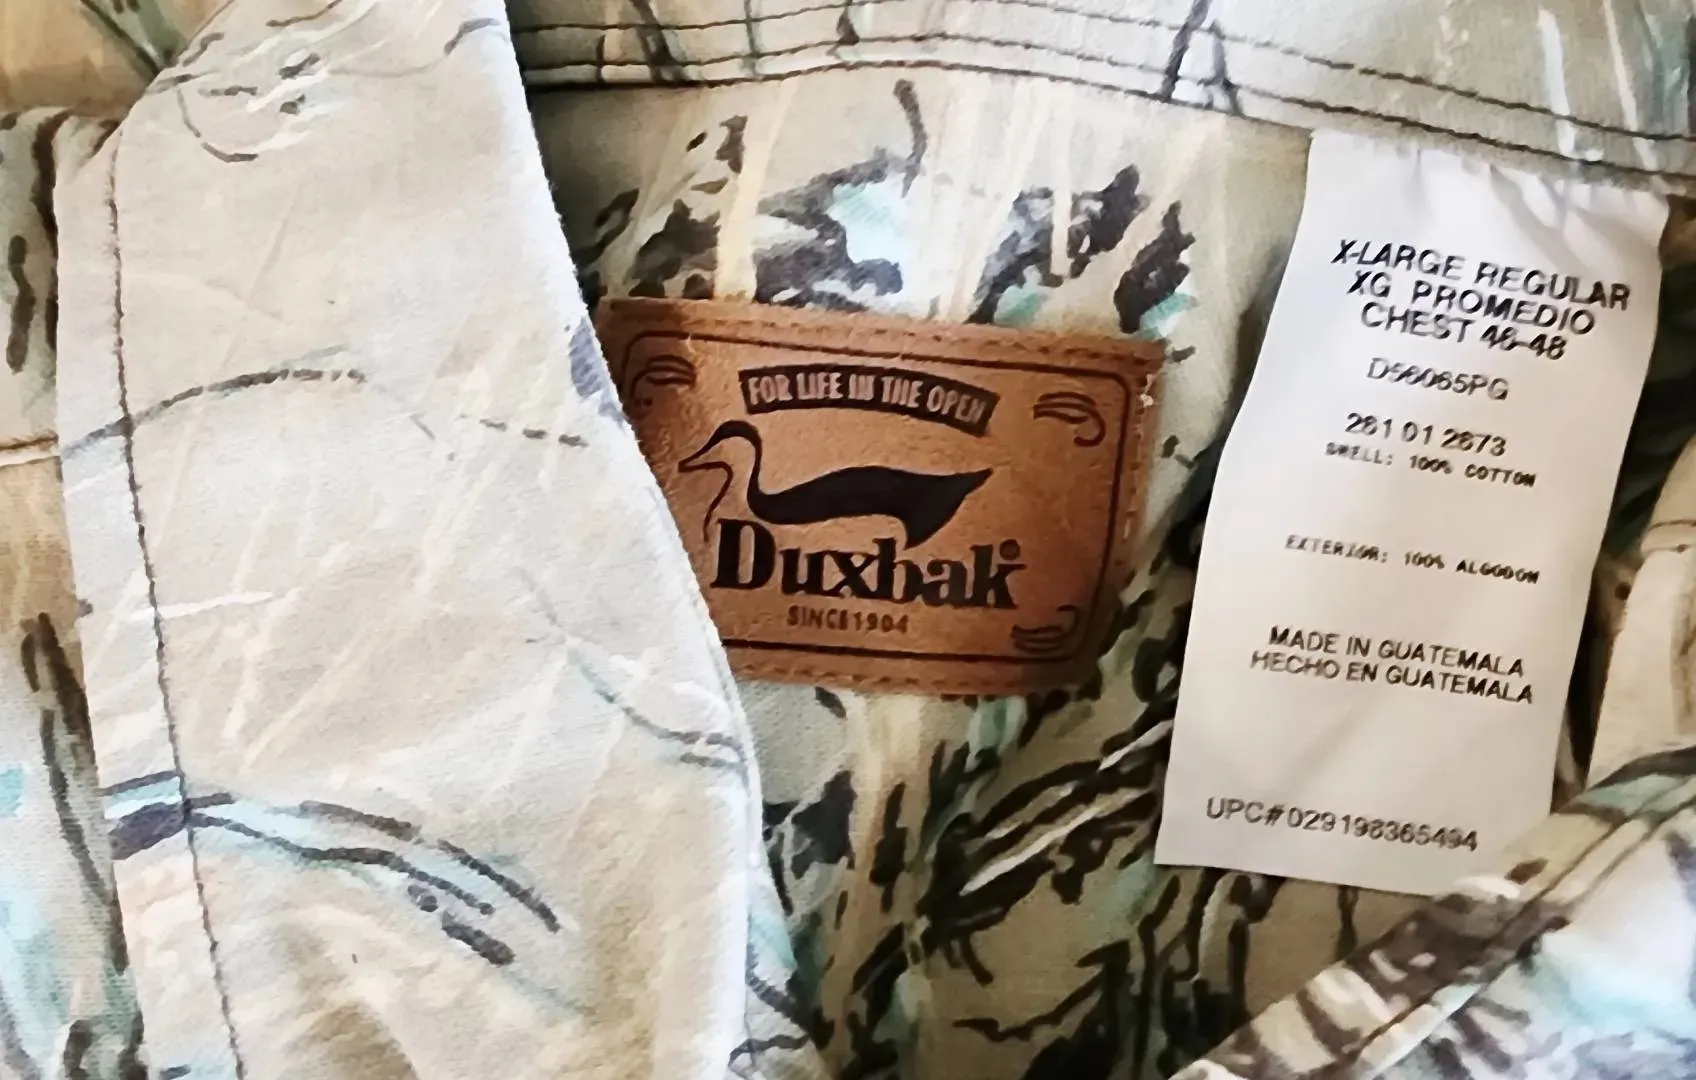 FOR LIFE IN THE OPEN
Duxbak®
SINCE 1904
X-LARGE REGULAR
XG PROMEDIO
CHEST 46-48
D56065PG
281 01 2873
SHELL: 100% COTTON
EXTERIOR: 100% ALGODON
MADE IN GUATEMALA
HECHO EN GUATEMALA
UPC# 029198365494